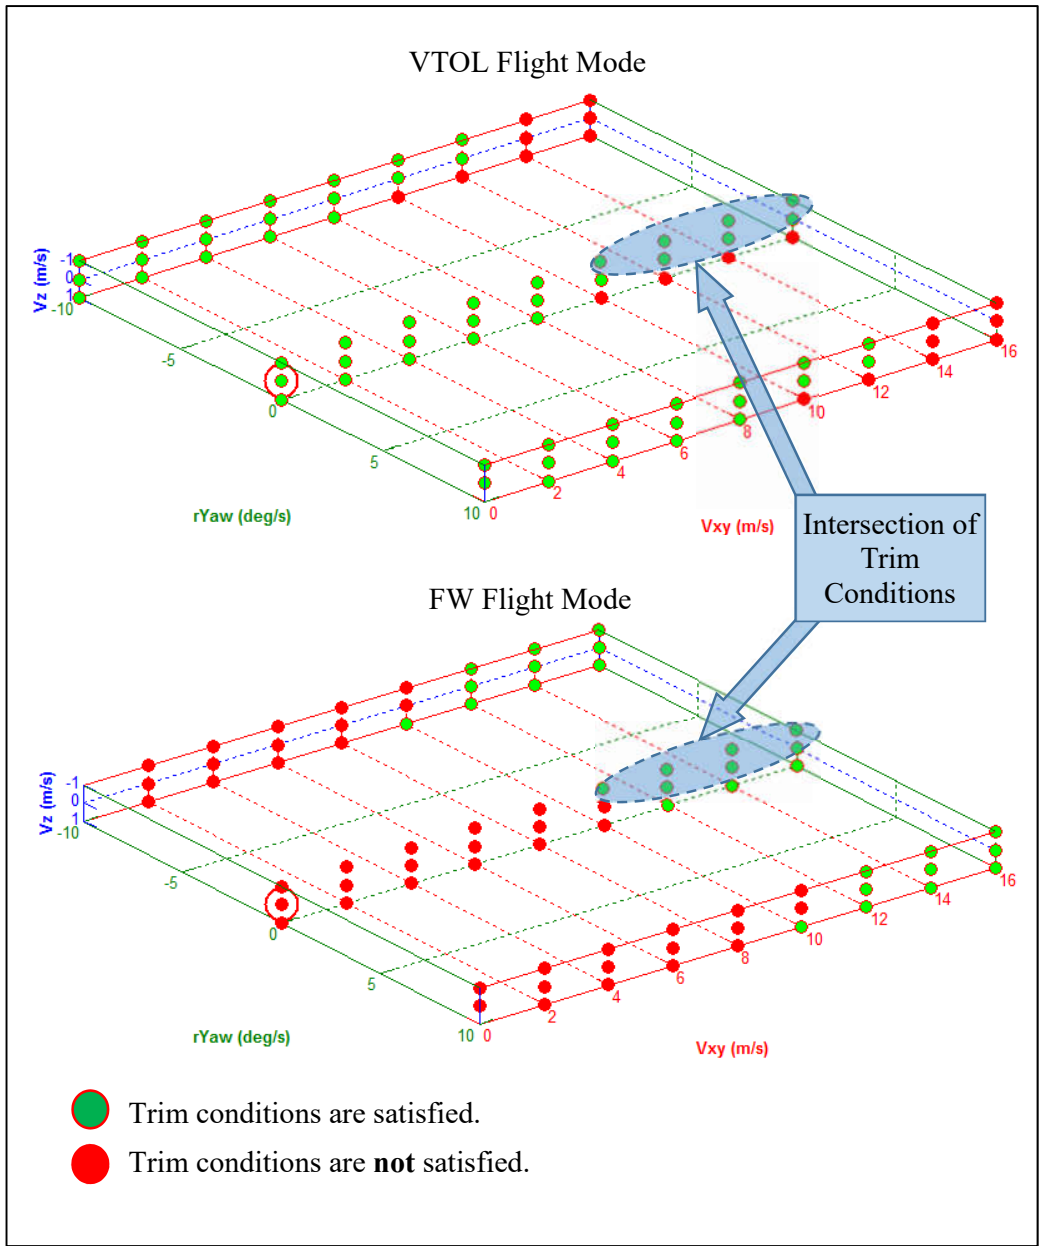 VTOL Flight Mode
-1
0
1
Vz (m/s)
-10
-5
0
5
10
rYaw (deg/s)
0
2
4
6
8
10
12
14
16
Vxy (m/s)
Intersection of
Trim
Conditions
FW Flight Mode
-1
0
1
Vz (m/s)
-10
-5
0
5
10
rYaw (deg/s)
0
2
4
6
8
10
12
14
16
Vxy (m/s)
Trim conditions are satisfied.
Trim conditions are not satisfied.